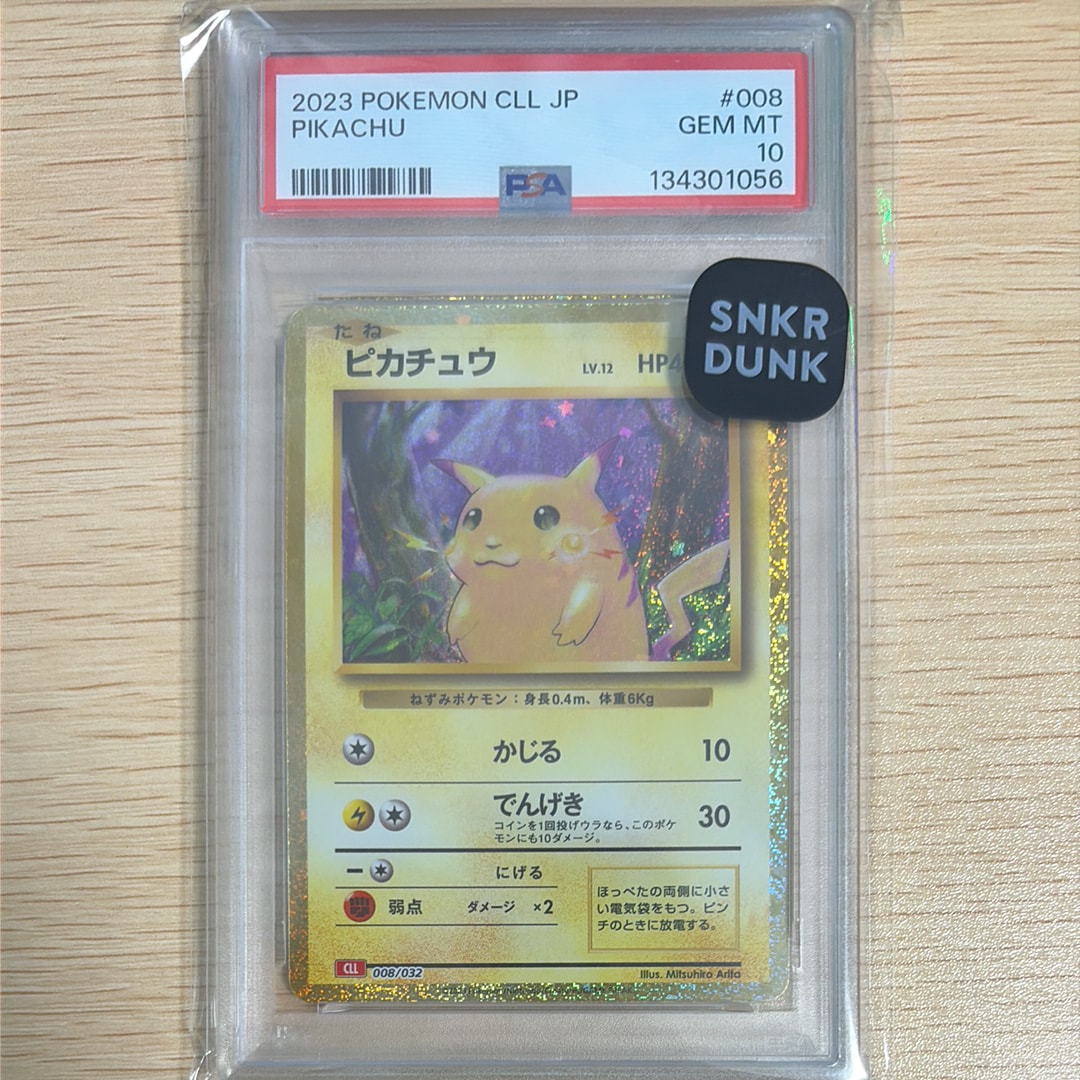 2023 POKEMON CLL JP #008
PIKACHU GEM MT
10
PSA 134301056
SNKR
DUNK
たね
ピカチュウ LV.12 HP4
ねずみポケモン：身長0.4m、体重6Kg
かじる 10
でんげき 30
コインを1回投げウラなら、このポケ
モンにも10ダメージ。
にげる
弱点 ダメージ ×2
ほっぺたの両側に小さ
い電気袋をもつ。ピン
チのときに放電する。
CLL 008/032 Illus. Mitsuhiro Arita